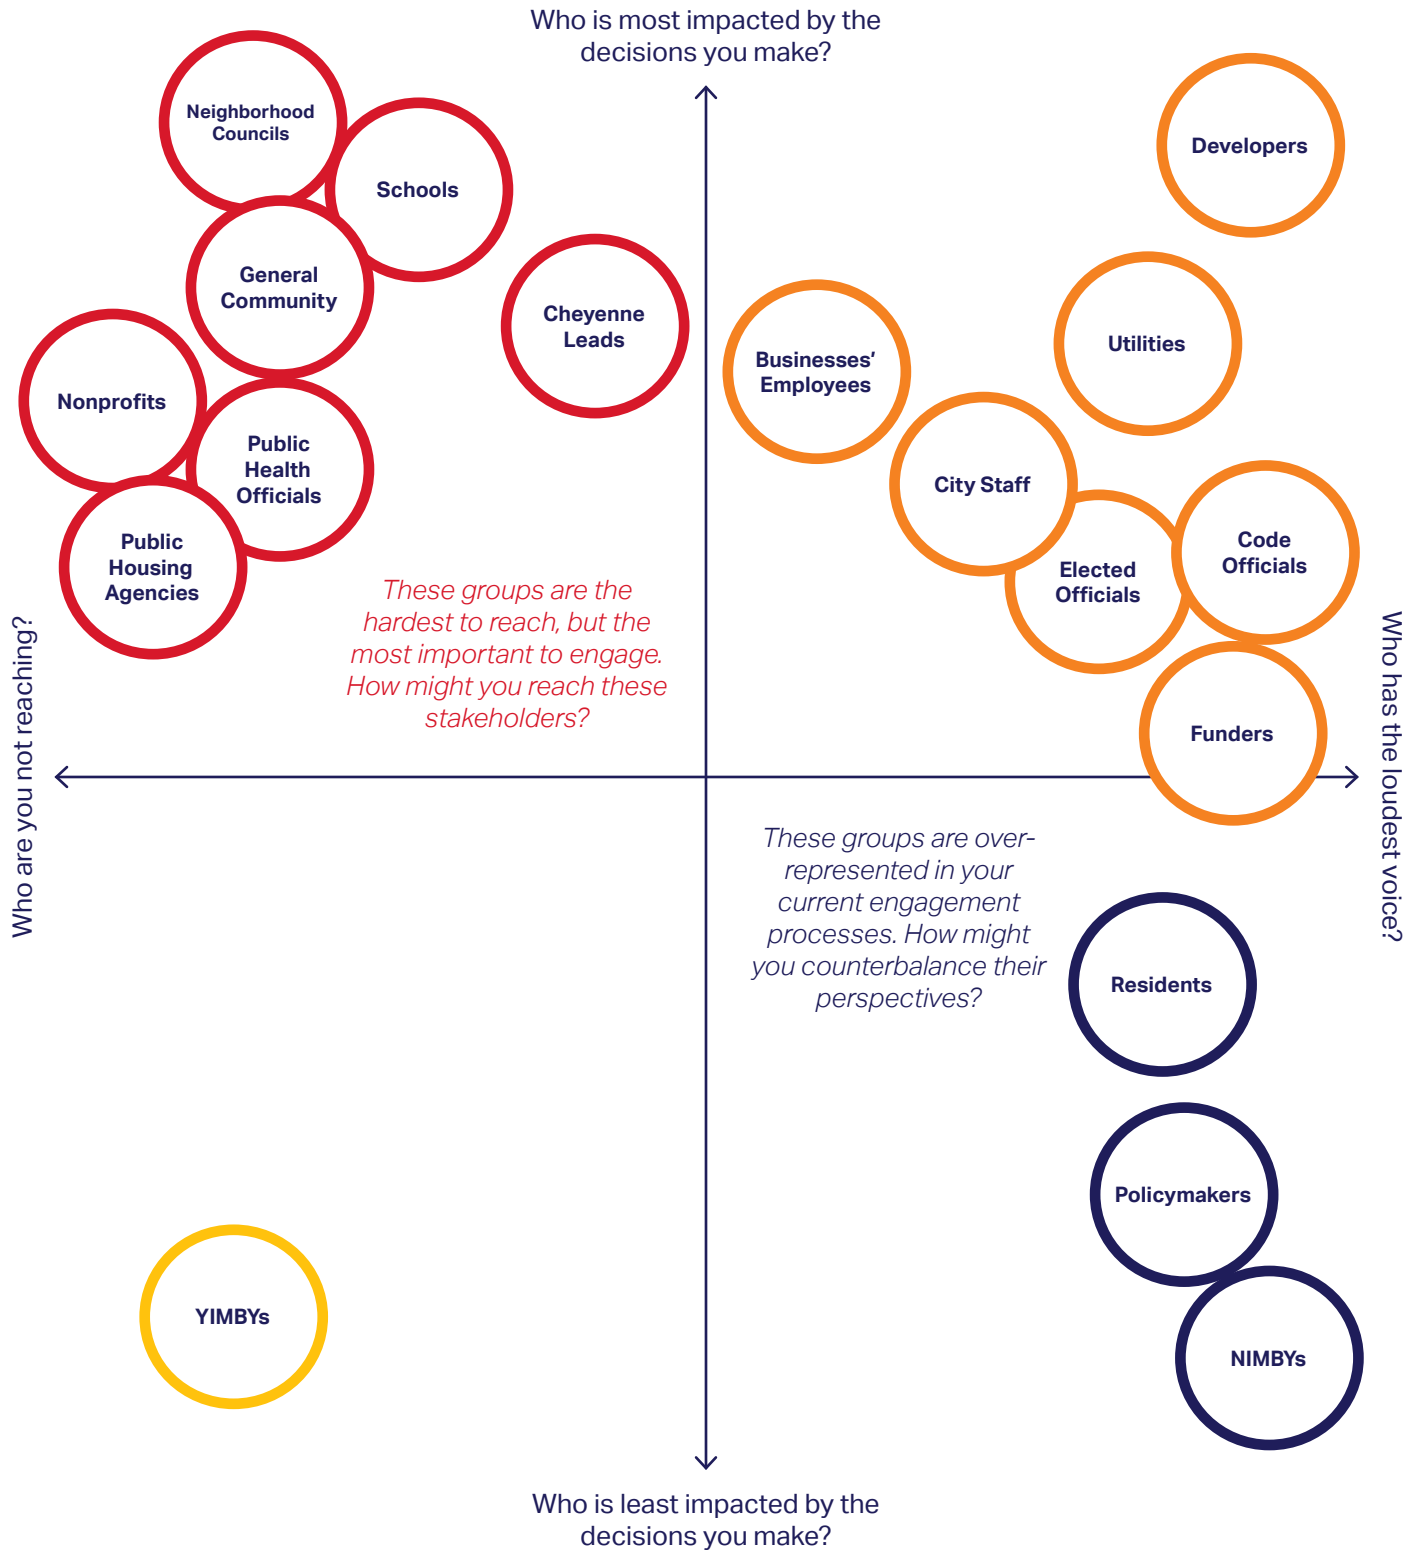 Who is most impacted by the
decisions you make?
Neighborhood
Councils
Schools
Developers
General
Community
Cheyenne
Leads
Utilities
Businesses’
Employees
Nonprofits
Public
Health
Officials
City Staff
Public
Housing
Agencies
Elected
Officials
Code
Officials
These groups are the
hardest to reach, but the
most important to engage.
How might you reach these
stakeholders?
Funders
Who are you not reaching?
Who has the loudest voice?
These groups are over-
represented in your
current engagement
processes. How might
you counterbalance their
perspectives?
Residents
Policymakers
YIMBYs
NIMBYs
Who is least impacted by the
decisions you make?